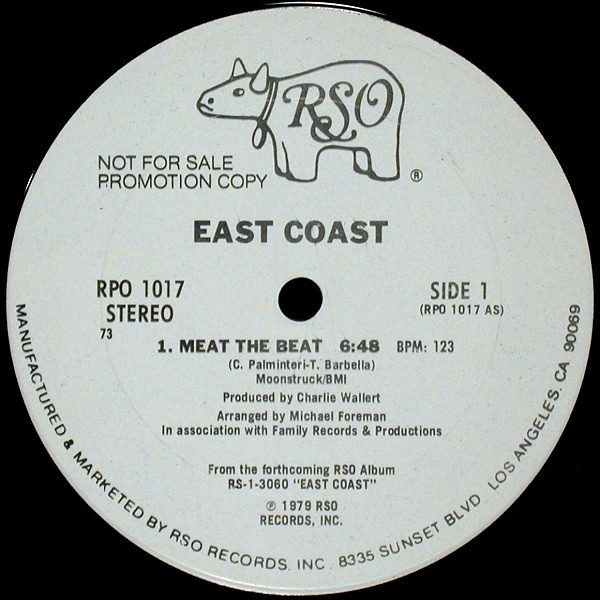 RSO
®
NOT FOR SALE
PROMOTION COPY
EAST COAST
RPO 1017
STEREO
73
SIDE 1
(RPO 1017 AS)
1. MEAT THE BEAT 6:48 BPM: 123
(C. Palminteri-T. Barbella)
Moonstruck/BMI
Produced by Charlie Wallert
Arranged by Michael Foreman
In association with Family Records & Productions
From the forthcoming RSO Album
RS-1-3060 "EAST COAST"
℗ 1979 RSO
RECORDS, INC.
MANUFACTURED & MARKETED BY RSO RECORDS, INC. 8335 SUNSET BLVD LOS ANGELES, CA 90069